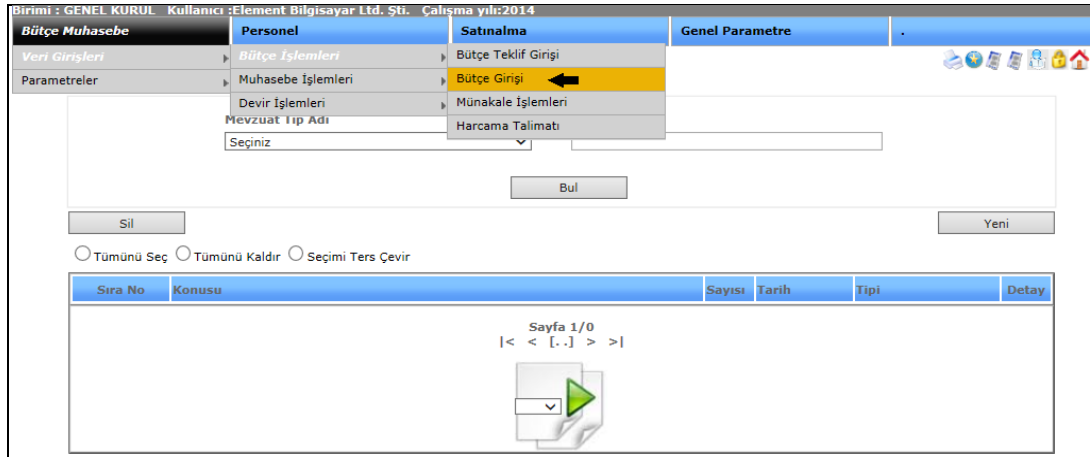 Birimi : GENEL KURUL Kullanıcı :Element Bilgisayar Ltd. Şti. Çalışma yılı:2014
Bütçe Muhasebe Personel Satınalma Genel Parametre .
Veri Girişleri Bütçe İşlemleri Bütçe Teklif Girişi
Parametreler Muhasebe İşlemleri Bütçe Girişi
Devir İşlemleri Münakale İşlemleri
Mevzuat Tip Adı Harcama Talimatı
Seçiniz
Bul
Sil Yeni
Tümünü Seç Tümünü Kaldır Seçimi Ters Çevir
Sıra No Konusu Sayısı Tarih Tipi Detay
Sayfa 1/0
|< < [..] > >|